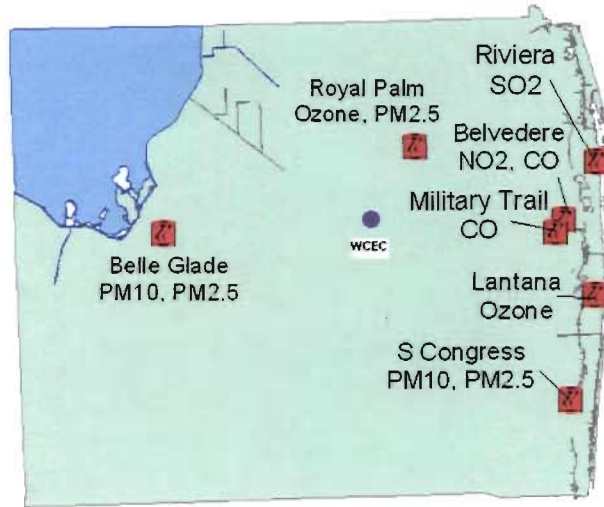 Riviera
SO2
Royal Palm
Ozone, PM2.5
Belvedere
NO2, CO
Military Trail
CO
WCEC
Belle Glade
PM10, PM2.5
Lantana
Ozone
S Congress
PM10, PM2.5